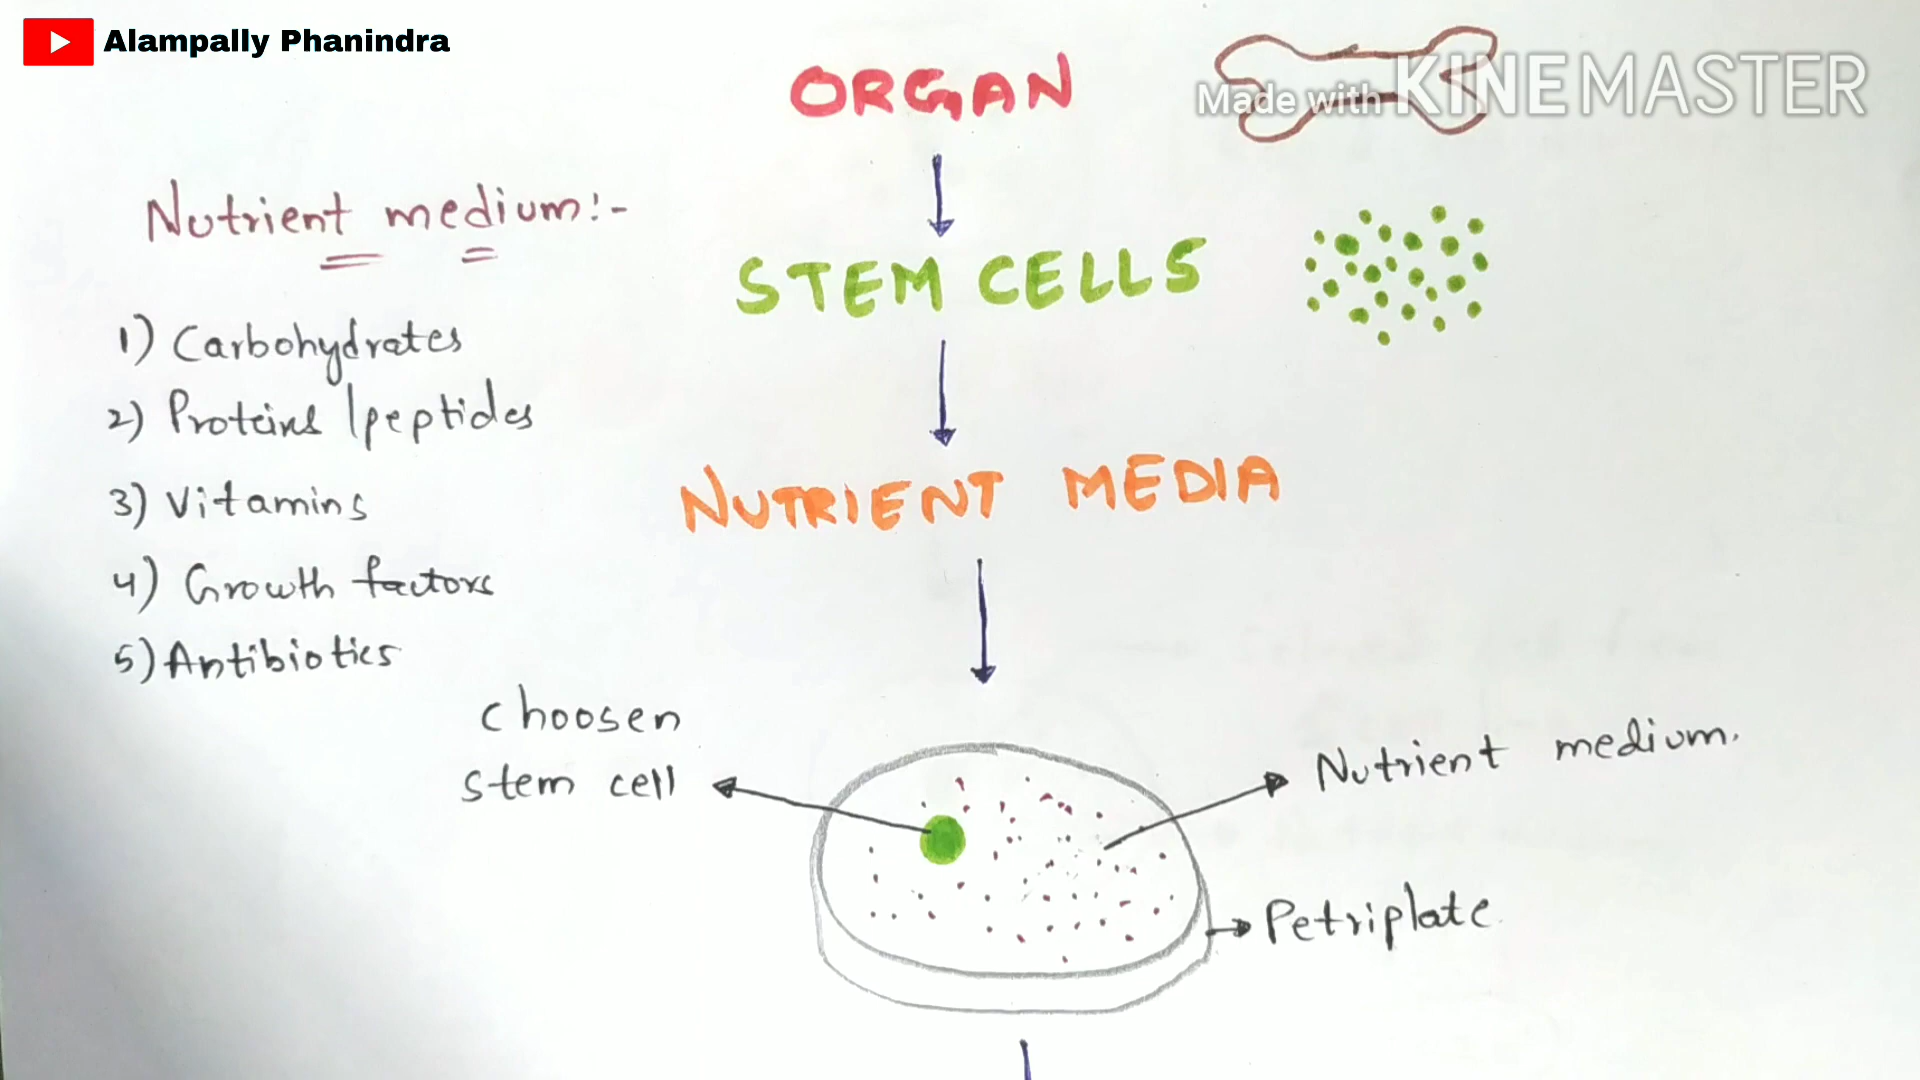 Alampally Phanindra
ORGAN
Made with KINEMASTER
Nutrient medium:-
STEM CELLS
1) Carbohydrates
2) Proteins / peptides
3) Vitamins
4) Growth factors
5) Antibiotics
NUTRIENT MEDIA
choosen
stem cell
Nutrient medium.
Petriplate